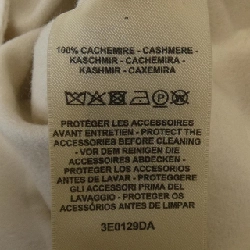 100% CACHEMIRE - CASHMERE -
KASCHMIR - CACHEMIRA -
KASHMIR - CAXEMIRA
PROTÉGER LES ACCESSOIRES
AVANT ENTRETIEN - PROTECT THE
ACCESSORIES BEFORE CLEANING
- VOR DEM REINIGEN DIE
ACCESSOIRES ABDECKEN -
PROTEGER LOS ACCESORIOS
ANTES DE LAVAR - PROTEGGERE
GLI ACCESSORI PRIMA DEL
LAVAGGIO - PROTEGER OS
ACESSÓRIOS ANTES DE LIMPAR
3E0129DA